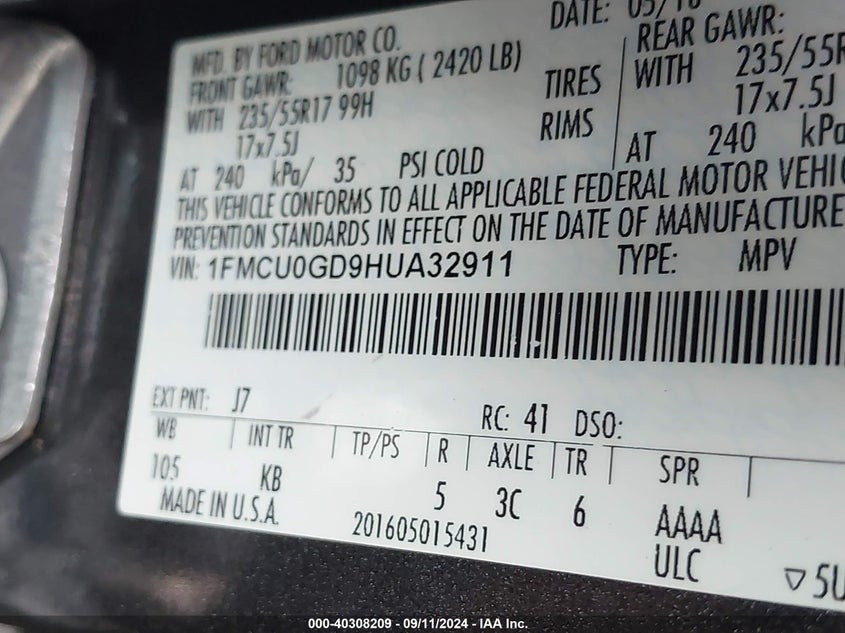 DATE: 05/16
MFD. BY FORD MOTOR CO.
FRONT GAWR: 1098 KG ( 2420 LB)
WITH 235/55R17 99H TIRES
17x7.5J RIMS
AT 240 kPa/ 35 PSI COLD
REAR GAWR:
WITH 235/55R
17x7.5J
AT 240 kPa
THIS VEHICLE CONFORMS TO ALL APPLICABLE FEDERAL MOTOR
PREVENTION STANDARDS IN EFFECT ON THE DATE OF MANUFACTURE
VIN: 1FMCU0GD9HUA32911 TYPE: MPV
EXT PNT: J7 RC: 41 DSO:
WB INT TR TP/PS R AXLE TR SPR
105 KB 5 3C 6 AAAA
MADE IN U.S.A. 201605015431 ULC ▽5U
000-40308209 - 09/11/2024 - IAA Inc.